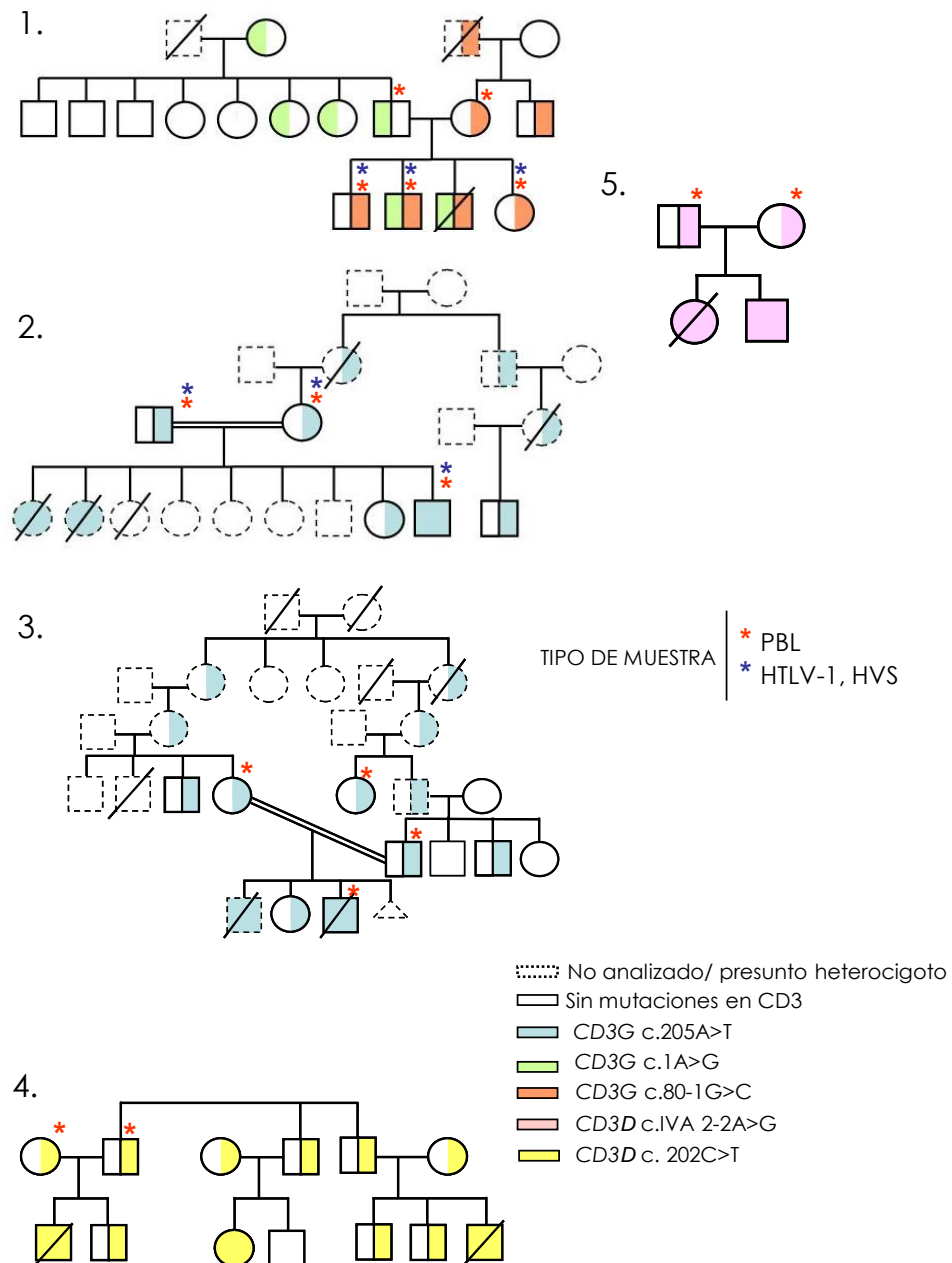 1.
5.
2.
3.
TIPO DE MUESTRA
* PBL
* HTLV-1, HVS
No analizado/ presunto heterocigoto
Sin mutaciones en CD3
CD3G c.205A>T
CD3G c.1A>G
CD3G c.80-1G>C
CD3D c.IVA 2-2A>G
CD3D c. 202C>T
4.